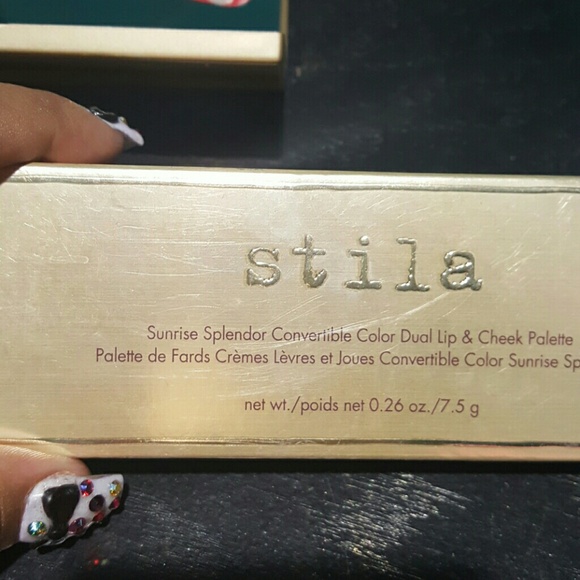 stila
Sunrise Splendor Convertible Color Dual Lip & Cheek Palette
Palette de Fards Crèmes Lèvres et Joues Convertible Color Sunrise Sp
net wt./poids net 0.26 oz./7.5 g